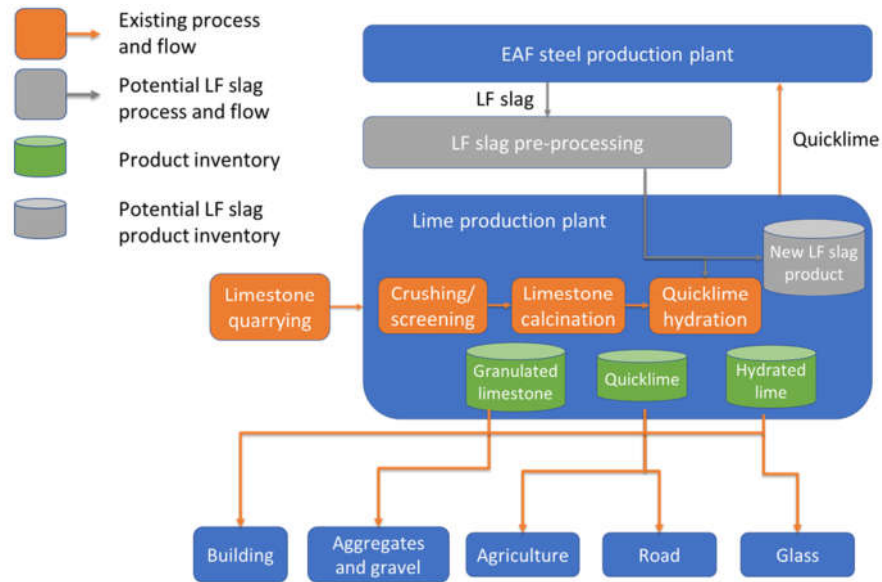 Existing process
and flow
Potential LF slag
process and flow
Product inventory
Potential LF slag
product inventory
EAF steel production plant
LF slag
LF slag pre-processing
Quicklime
Lime production plant
New LF slag
product
Limestone
quarrying
Crushing/
screening
Limestone
calcination
Quicklime
hydration
Granulated
limestone
Quicklime
Hydrated
lime
Building
Aggregates
and gravel
Agriculture
Road
Glass